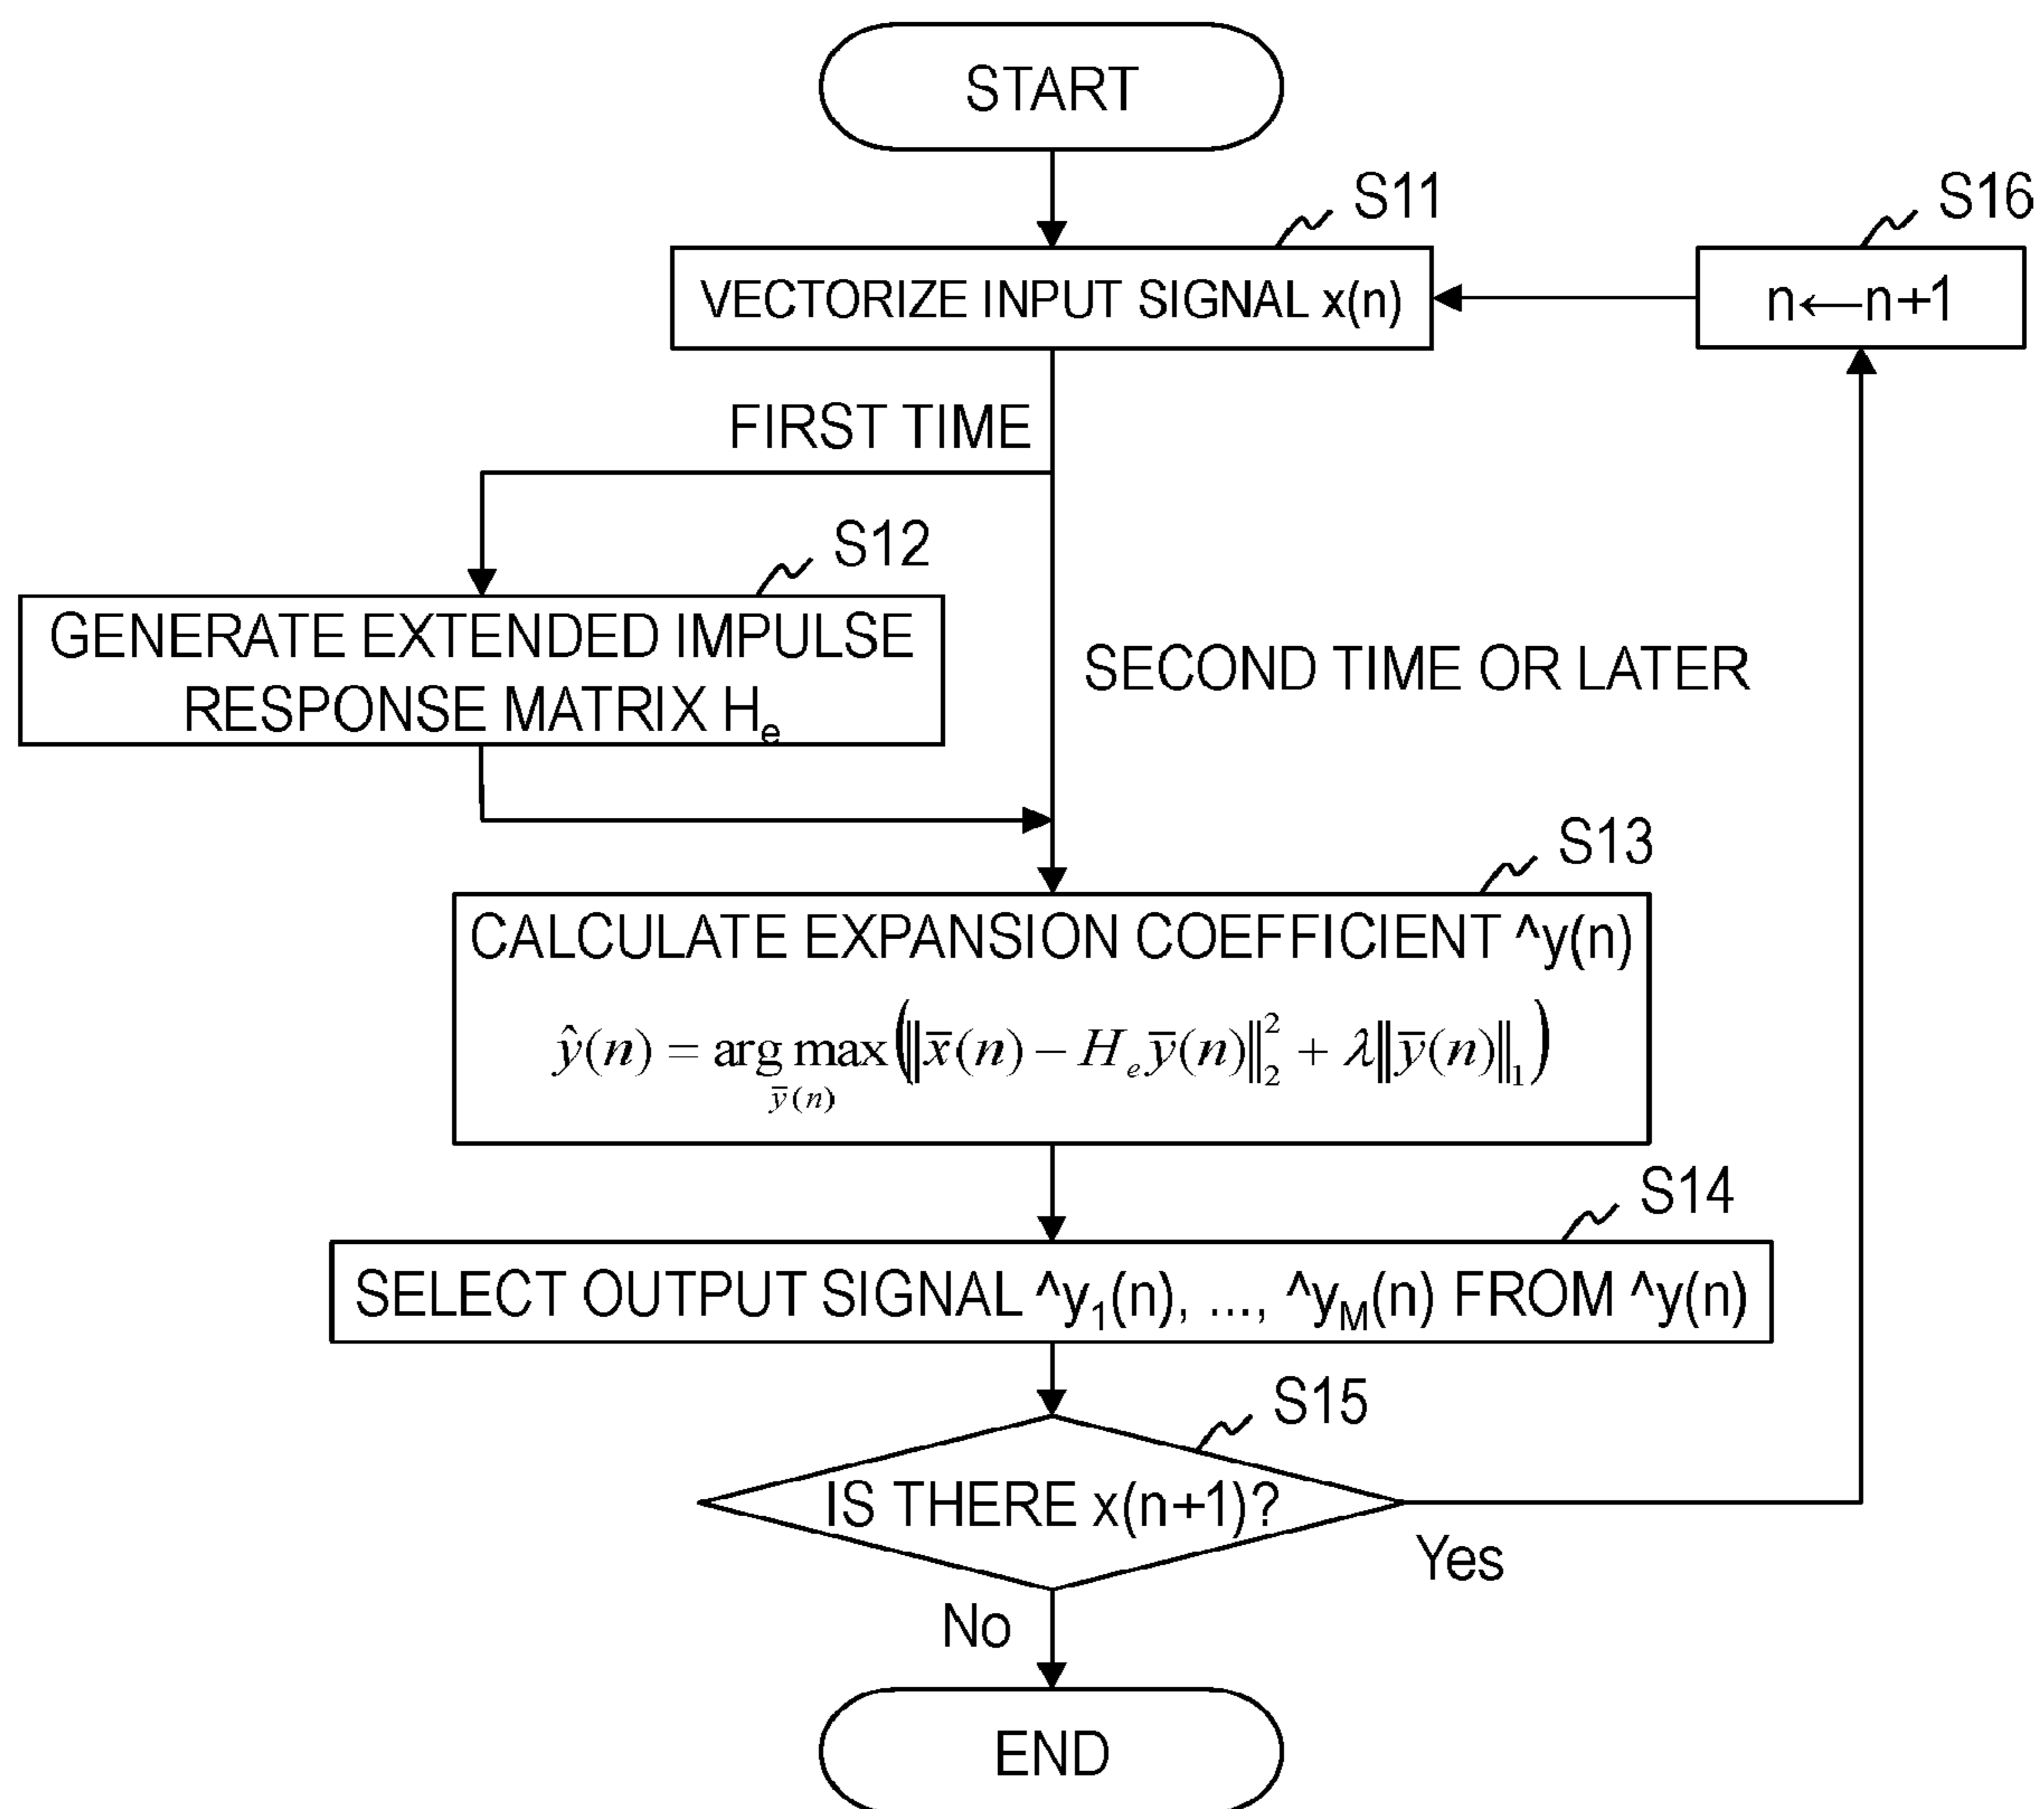 START
S11
S16
VECTORIZE INPUT SIGNAL x(n)
n←n+1
FIRST TIME
S12
GENERATE EXTENDED IMPULSE
RESPONSE MATRIX Hₑ
SECOND TIME OR LATER
S13
CALCULATE EXPANSION COEFFICIENT ^y(n)
ŷ(n) = arg max_{ȳ(n)} (‖x̄(n) − Hₑȳ(n)‖₂² + λ‖ȳ(n)‖₁)
S14
SELECT OUTPUT SIGNAL ^y₁(n), ..., ^y_M(n) FROM ^y(n)
S15
IS THERE x(n+1)?
Yes
No
END